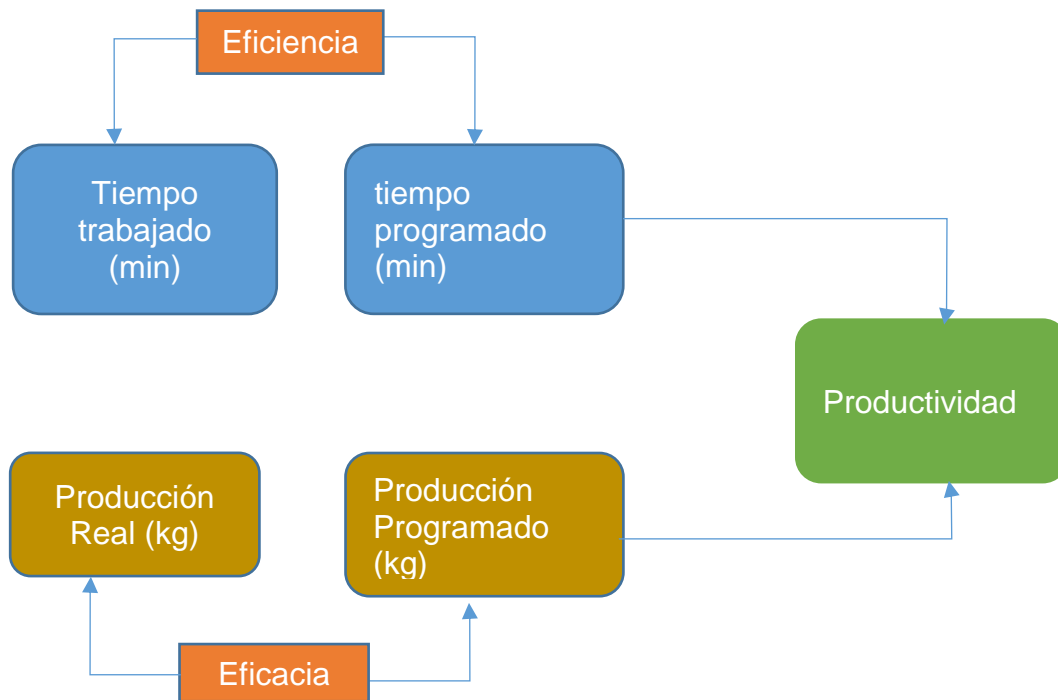 Eficiencia
Tiempo
trabajado
(min)
tiempo
programado
(min)
Productividad
Producción
Real (kg)
Producción
Programado
(kg)
Eficacia